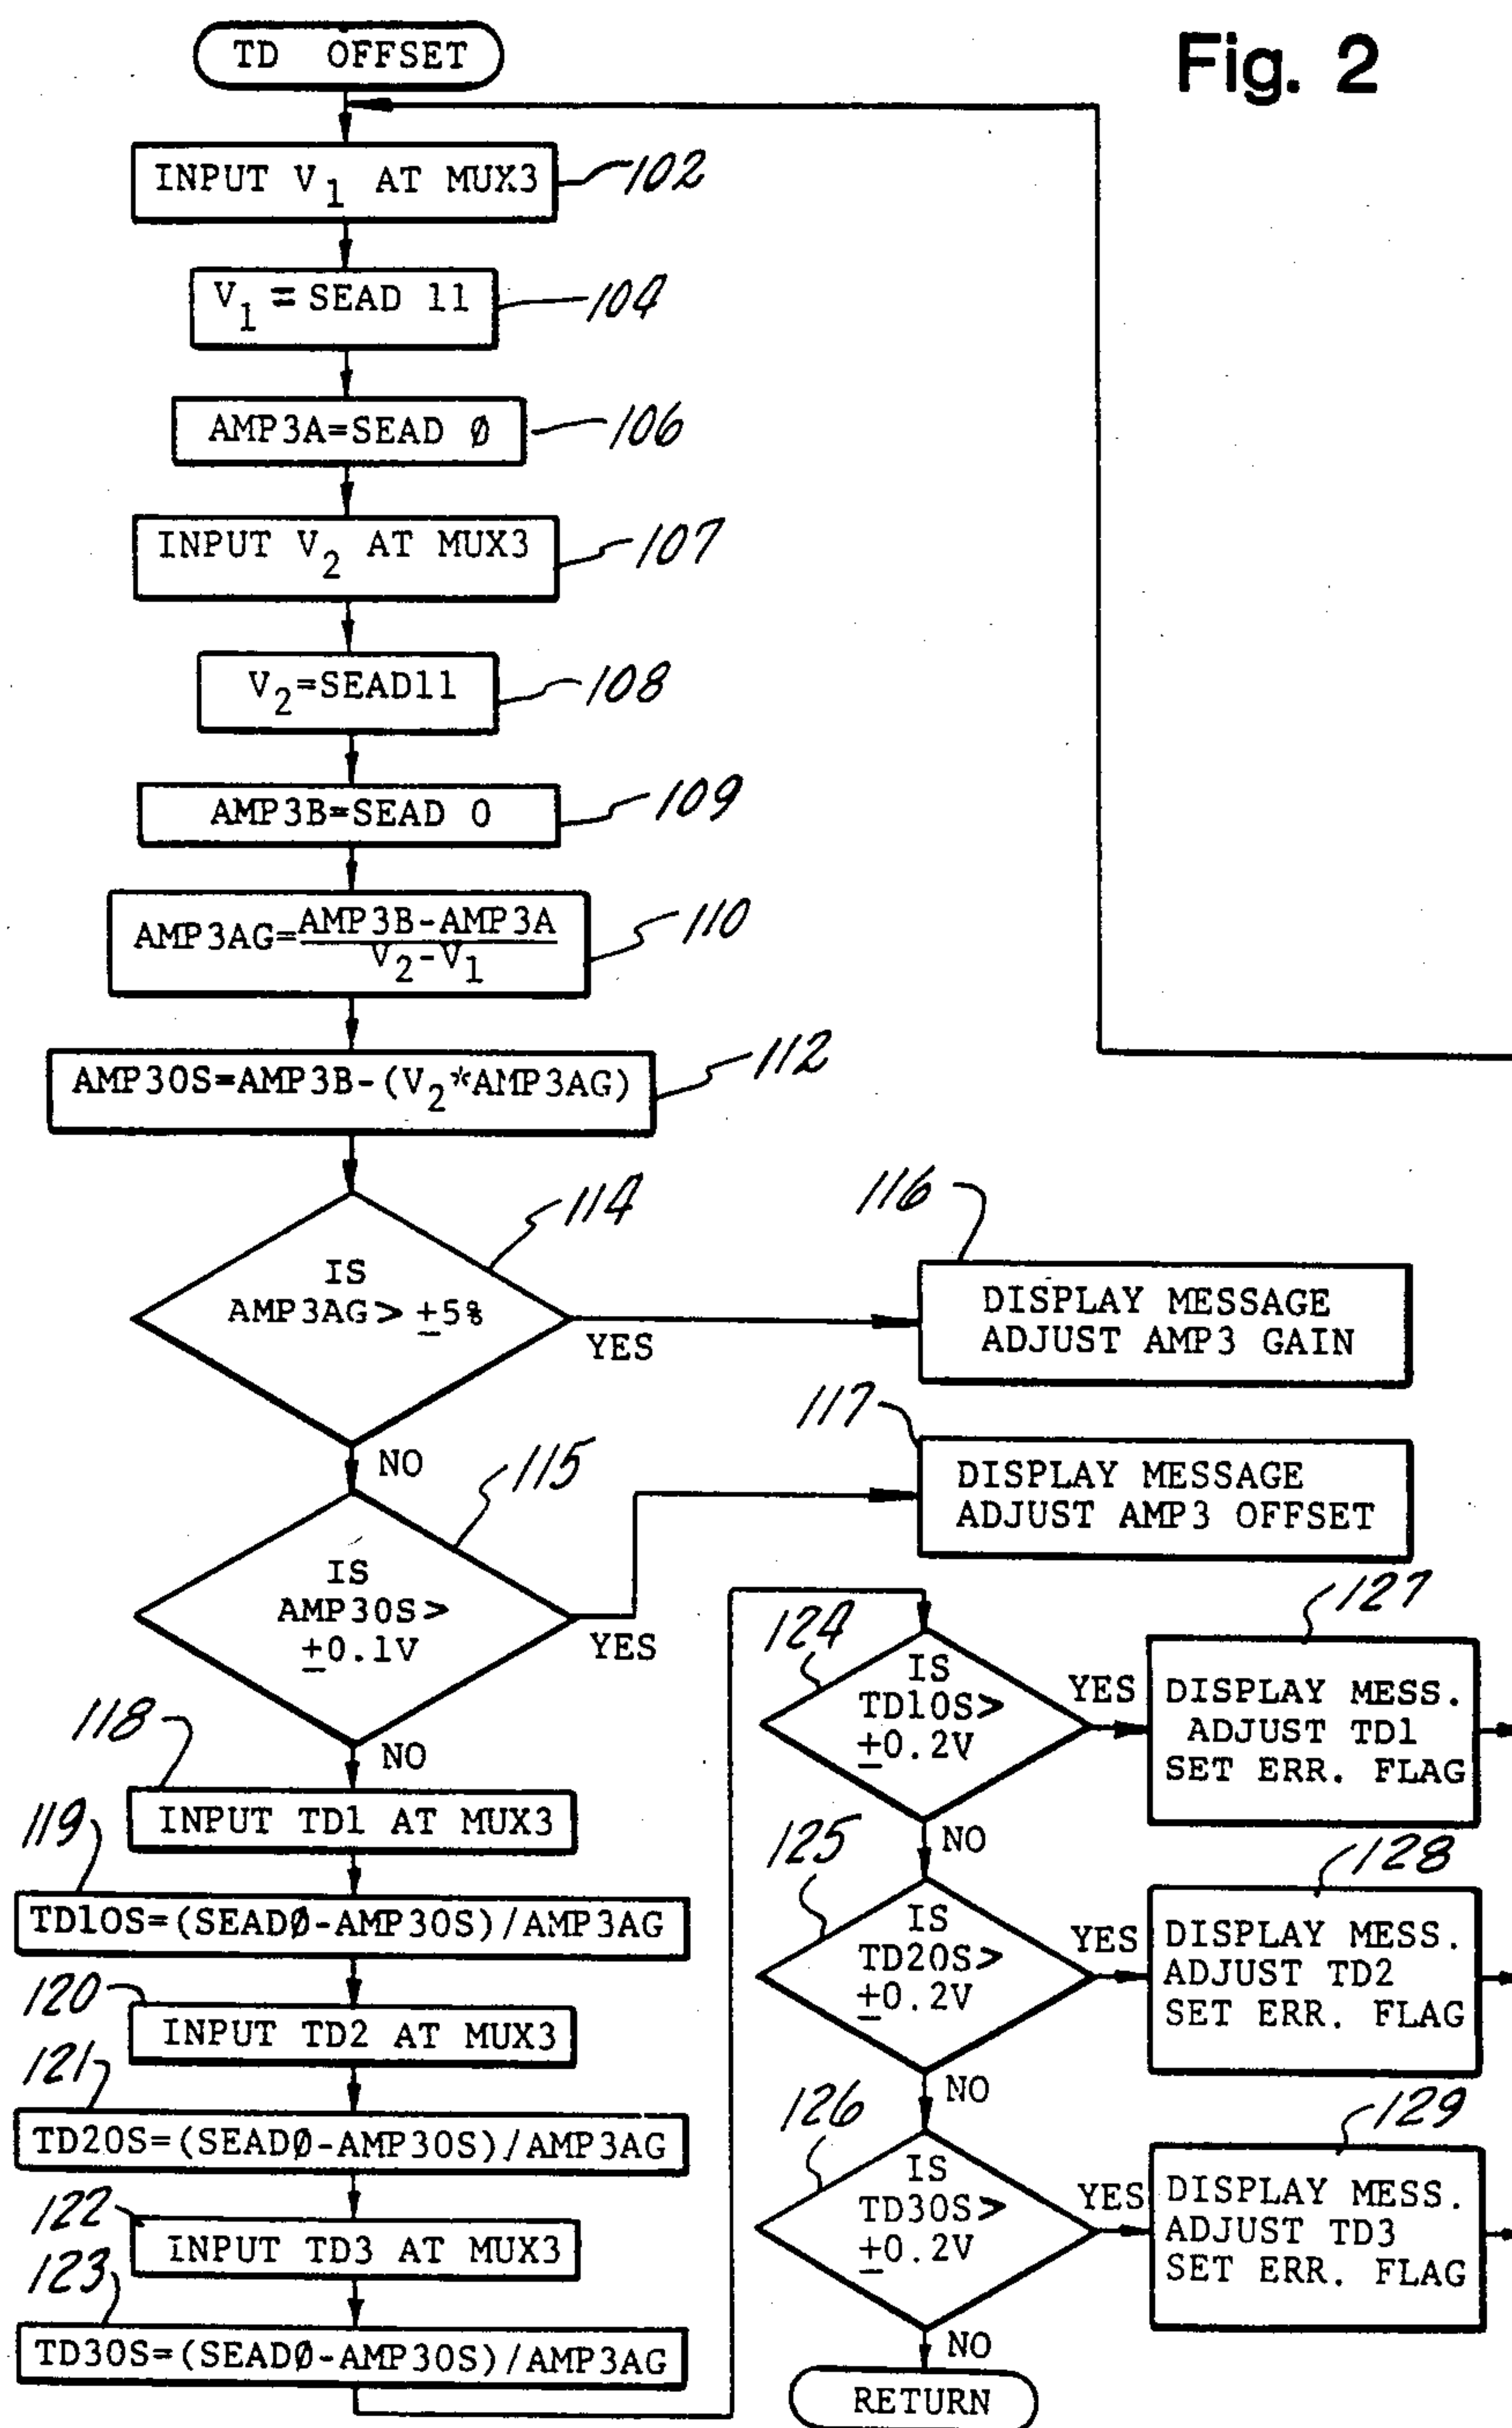 Fig. 2
TD OFFSET
INPUT V1 AT MUX3
102
V1 = SEAD 11
104
AMP3A=SEAD Ø
106
INPUT V2 AT MUX3
107
V2=SEAD11
108
AMP3B=SEAD 0
109
AMP3AG=AMP3B-AMP3A
V2-V1
110
AMP3OS=AMP3B-(V2*AMP3AG)
112
IS
AMP3AG> ±5%
114
YES
NO
116
DISPLAY MESSAGE
ADJUST AMP3 GAIN
IS
AMP3OS>
±0.1V
115
YES
NO
117
DISPLAY MESSAGE
ADJUST AMP3 OFFSET
118
INPUT TD1 AT MUX3
119
TD1OS=(SEADØ-AMP3OS)/AMP3AG
120
INPUT TD2 AT MUX3
121
TD2OS=(SEADØ-AMP3OS)/AMP3AG
122
INPUT TD3 AT MUX3
123
TD3OS=(SEADØ-AMP3OS)/AMP3AG
124
IS
TD1OS>
±0.2V
YES
NO
127
DISPLAY MESS.
ADJUST TD1
SET ERR. FLAG
125
IS
TD2OS>
±0.2V
YES
NO
128
DISPLAY MESS.
ADJUST TD2
SET ERR. FLAG
126
IS
TD3OS>
±0.2V
YES
NO
129
DISPLAY MESS.
ADJUST TD3
SET ERR. FLAG
RETURN